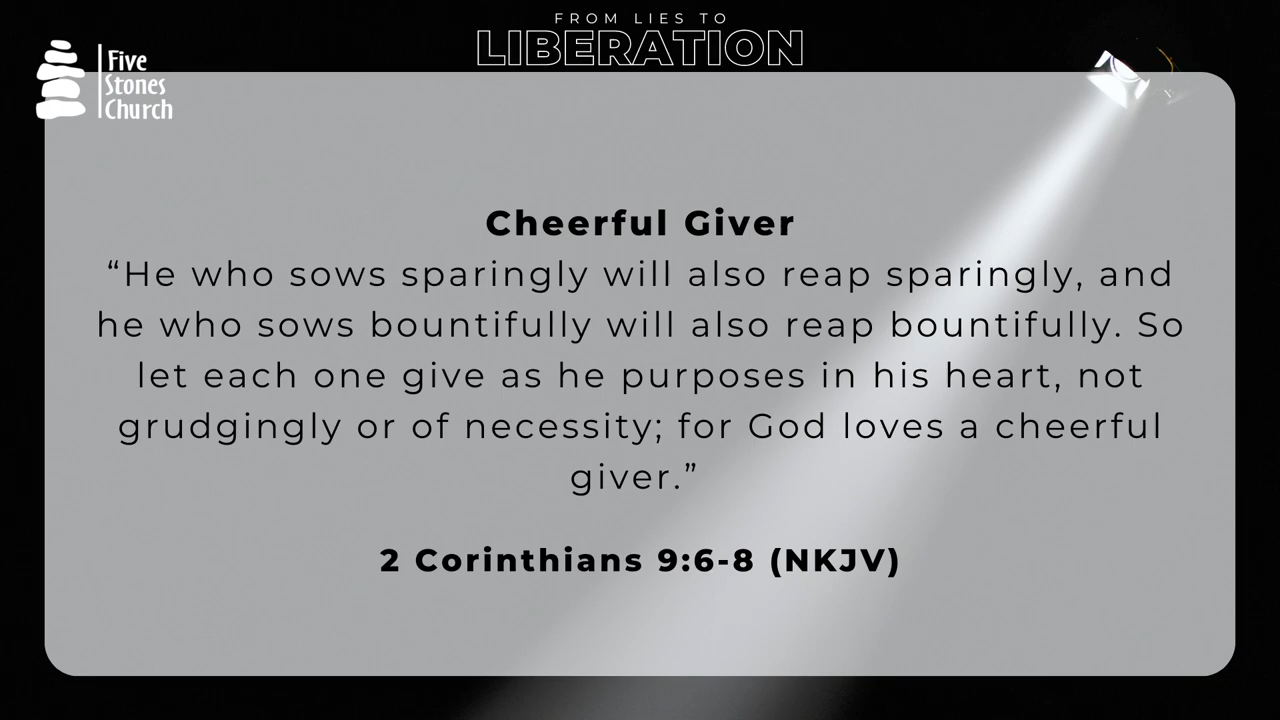 FROM LIES TO
LIBERATION
Five
Stones
Church
Cheerful Giver
“He who sows sparingly will also reap sparingly, and
he who sows bountifully will also reap bountifully. So
let each one give as he purposes in his heart, not
grudgingly or of necessity; for God loves a cheerful
giver.”
2 Corinthians 9:6-8 (NKJV)